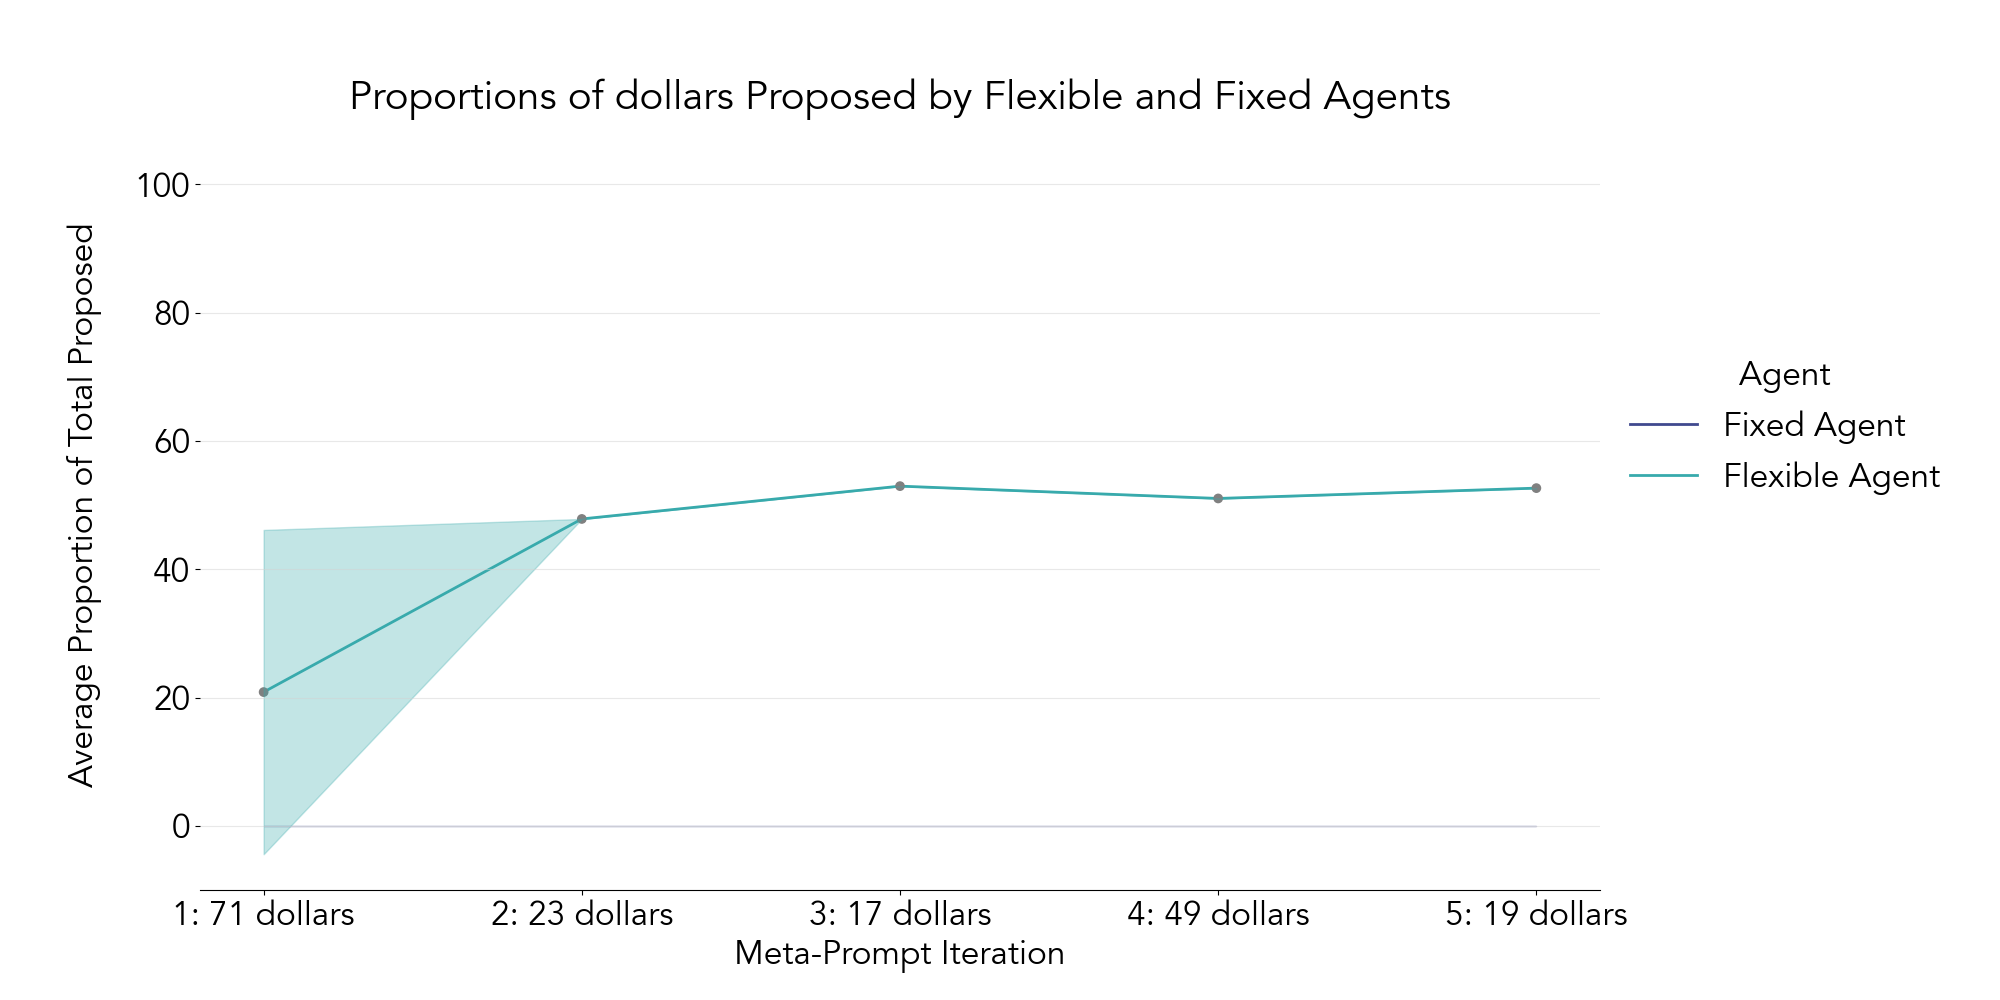 Proportions of dollars Proposed by Flexible and Fixed Agents
Average Proportion of Total Proposed
100
80
60
40
20
0
1: 71 dollars
2: 23 dollars
3: 17 dollars
4: 49 dollars
5: 19 dollars
Meta-Prompt Iteration
Agent
Fixed Agent
Flexible Agent